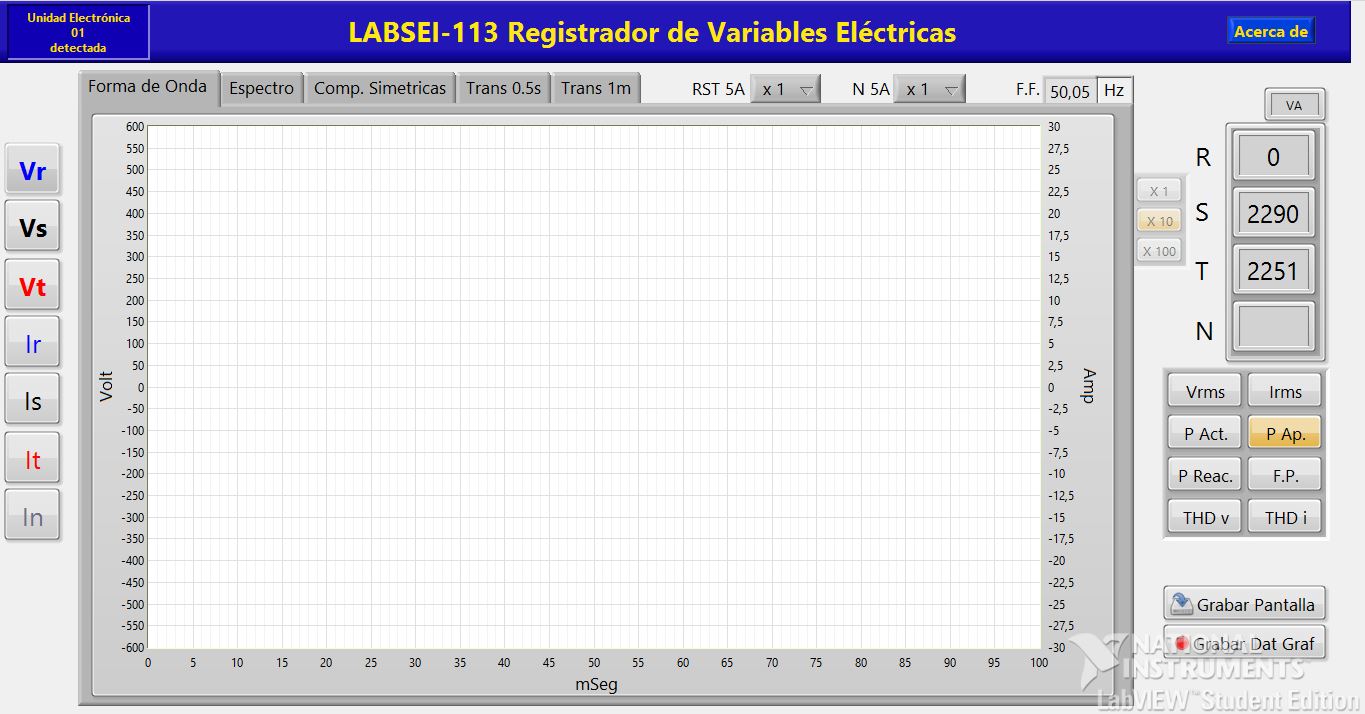 Unidad Electrónica
01
detectada
LABSEI-113 Registrador de Variables Eléctricas
Acerca de
Forma de Onda
Espectro
Comp. Simetricas
Trans 0.5s
Trans 1m
RST 5A
x 1
N 5A
x 1
F.F.
50,05
Hz
VA
Vr
Vs
Vt
Ir
Is
It
In
600
550
500
450
400
350
300
250
200
150
100
50
0
-50
-100
-150
-200
-250
-300
-350
-400
-450
-500
-550
-600
Volt
0
5
10
15
20
25
30
35
40
45
50
55
60
65
70
75
80
85
90
95
100
mSeg
30
27,5
25
22,5
20
17,5
15
12,5
10
7,5
5
2,5
0
-2,5
-5
-7,5
-10
-12,5
-15
-17,5
-20
-22,5
-25
-27,5
-30
Amp
X 1
X 10
X 100
R
0
S
2290
T
2251
N
Vrms
Irms
P Act.
P Ap.
P Reac.
F.P.
THD v
THD i
Grabar Pantalla
Grabar Dat Graf
NATIONAL
INSTRUMENTS™
LabVIEW™ Student Edition